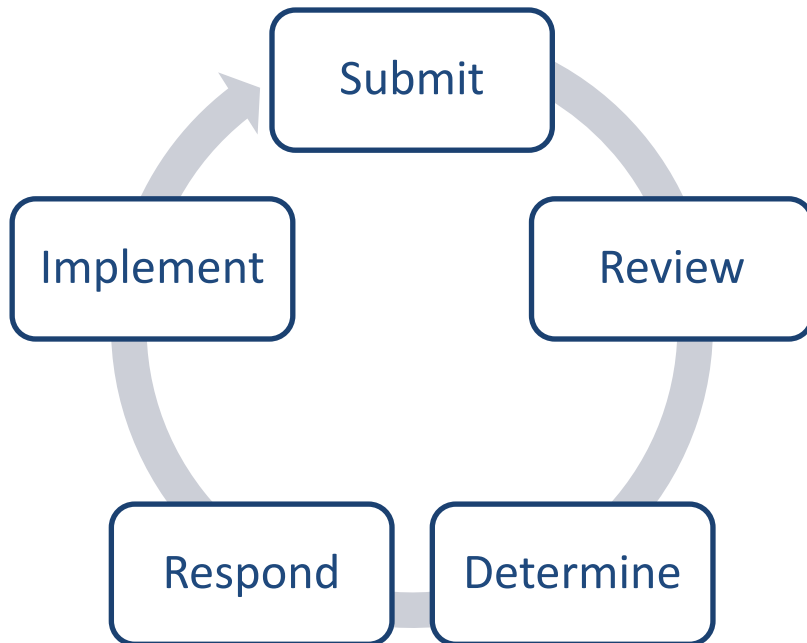 Submit
Review
Determine
Respond
Implement